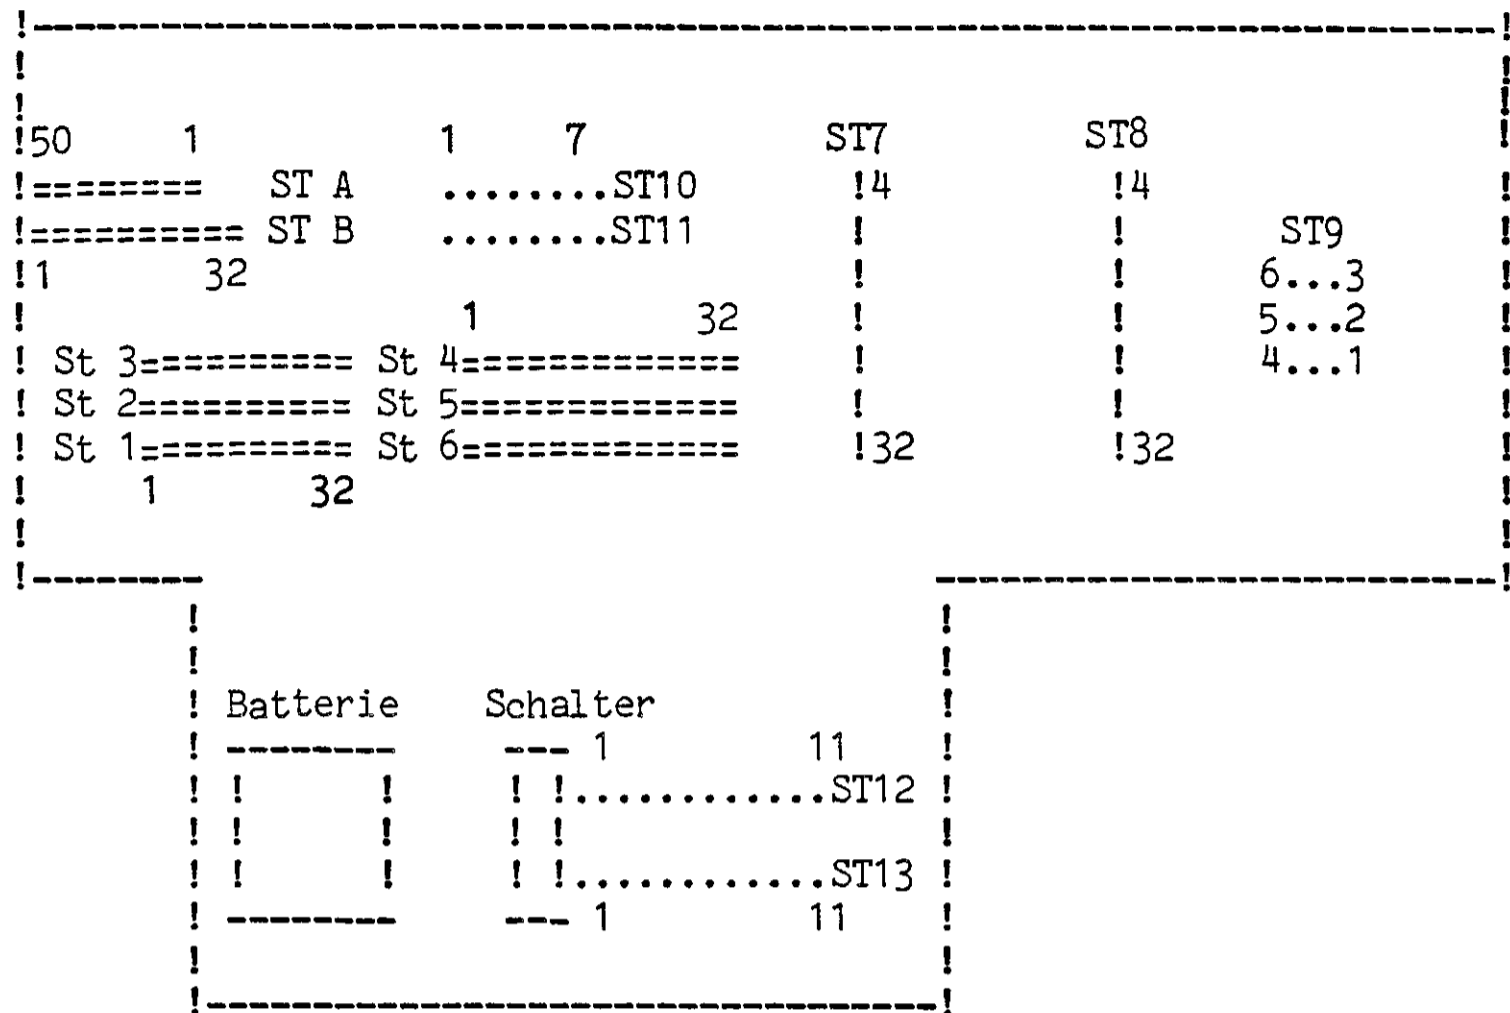 !--------------------------------------------------------------------!
!50 1 1 7 ST7 ST8
!======== ST A ........ST10 !4 !4 !
!========== ST B ........ST11 ! ! ST9 !
!1 32 ! ! 6...3 !
! 1 32 ! ! 5...2 !
! St 3========== St 4============= ! ! 4...1 !
! St 2========== St 5============= ! ! !
! St 1========== St 6============= !32 !32 !
! 1 32 !
!-------- --------------------------!
! Batterie Schalter !
! -------- --- 1 11 !
! ! ! ! !............ST12 !
! ! ! ! ! !
! ! ! ! !............ST13 !
! -------- --- 1 11 !
!----------------------------------!